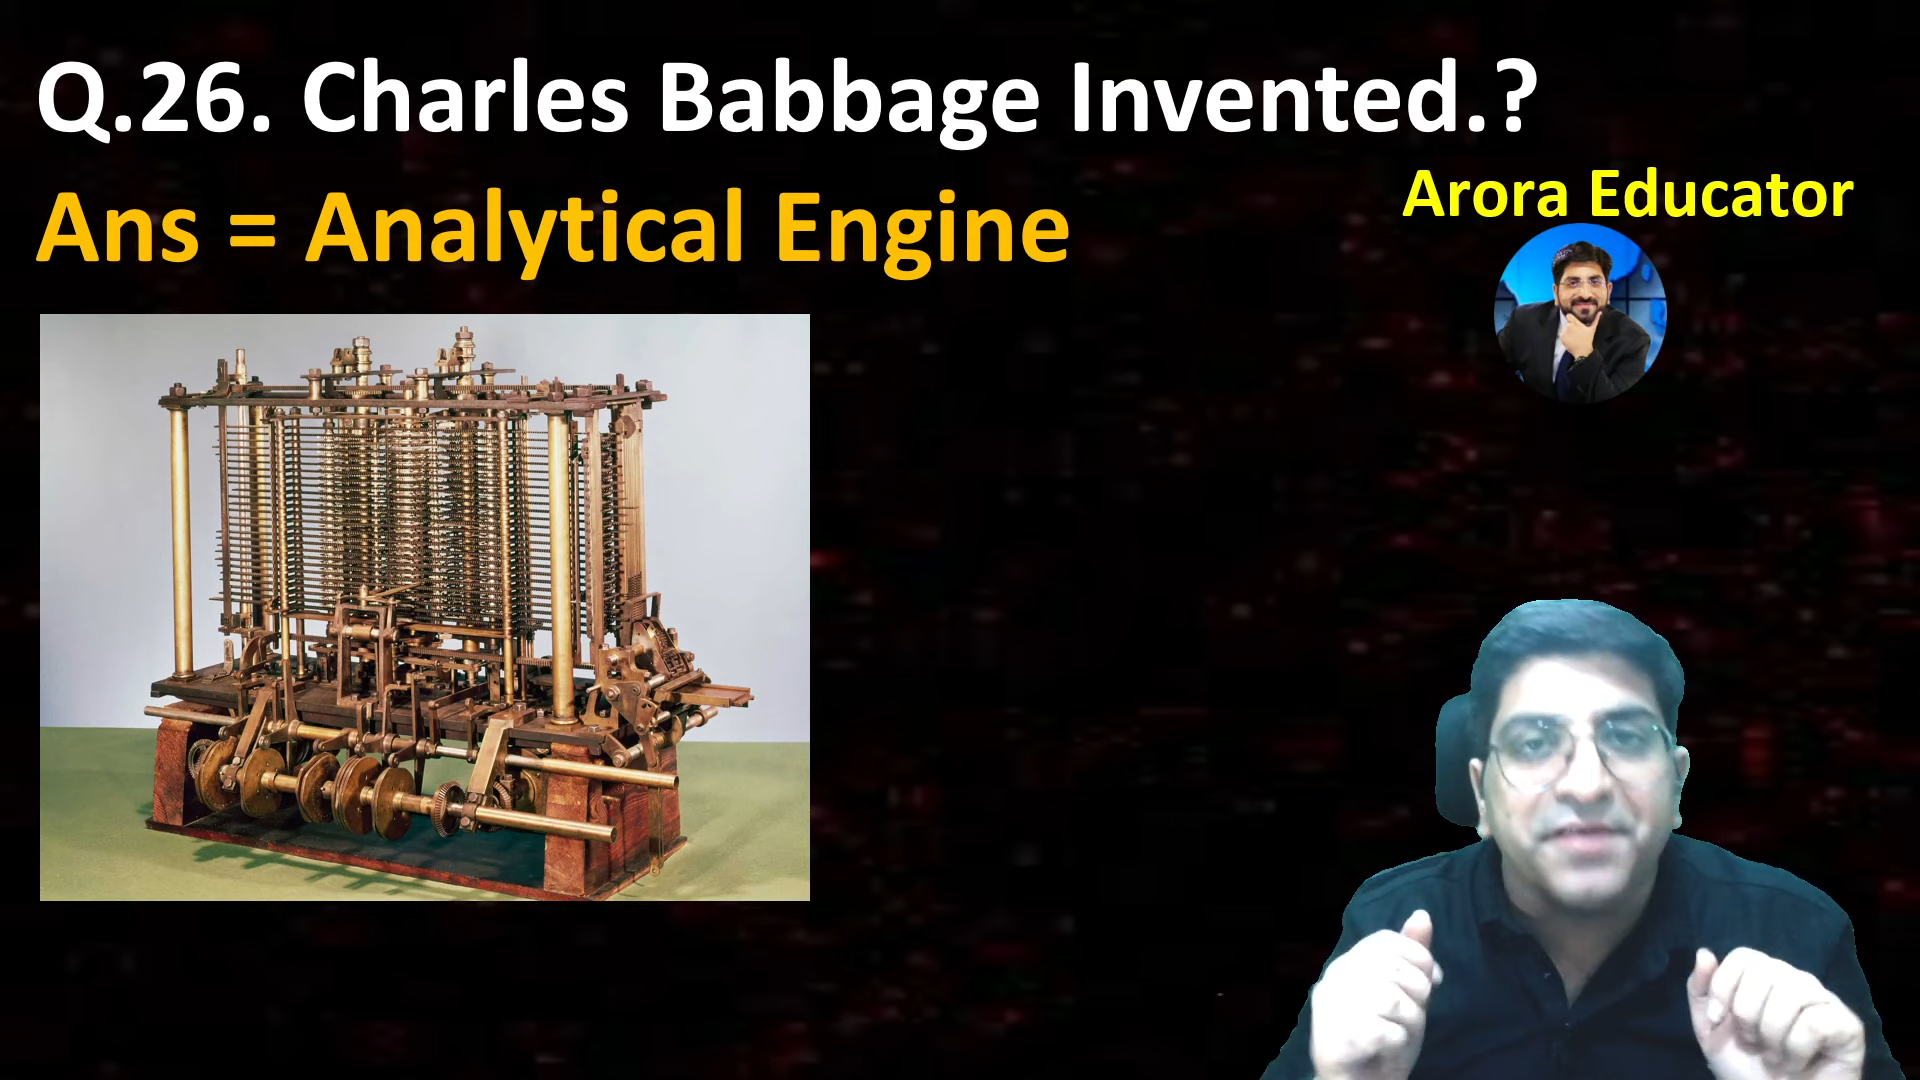 Q.26. Charles Babbage Invented.?
Ans = Analytical Engine
Arora Educator